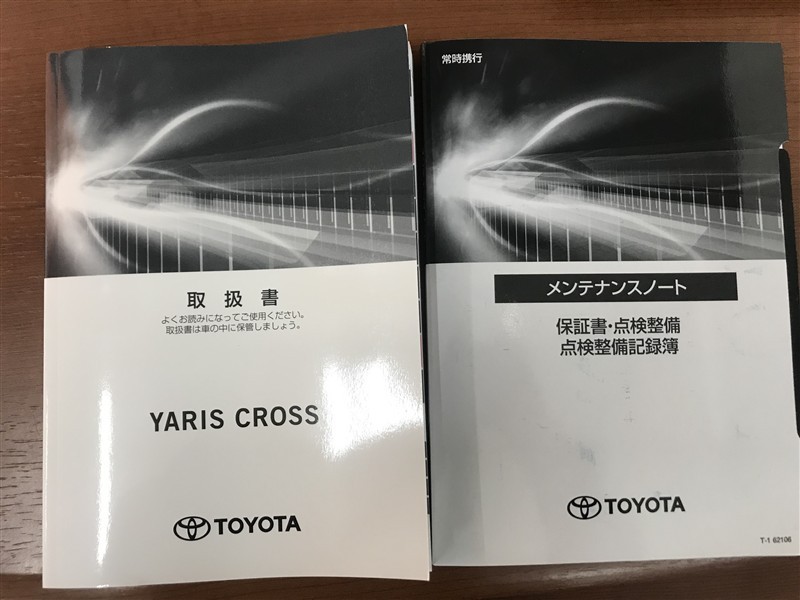 取扱書
よくお読みになってご使用ください。
取扱書は車の中に保管しましょう。
YARIS CROSS
TOYOTA
常時携行
メンテナンスノート
保証書・点検整備
点検整備記録簿
TOYOTA
T-1 62106